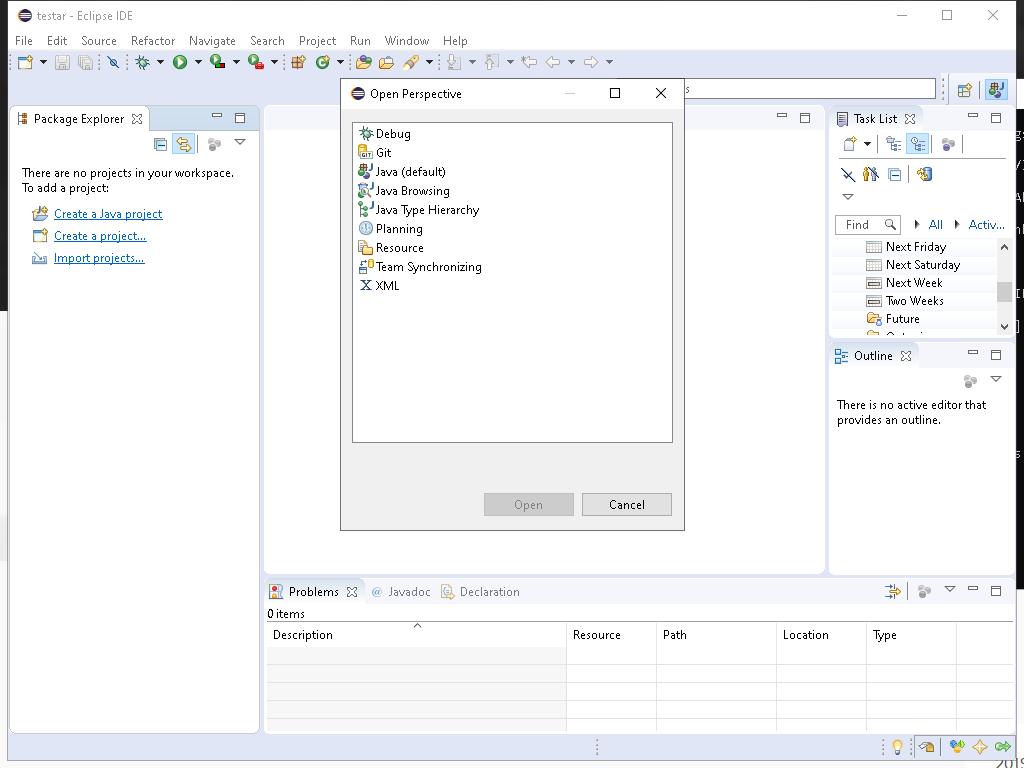 testar - Eclipse IDE
File Edit Source Refactor Navigate Search Project Run Window Help
Open Perspective
Debug
Git
Java (default)
Java Browsing
Java Type Hierarchy
Planning
Resource
Team Synchronizing
XML
Open Cancel
Package Explorer
There are no projects in your workspace.
To add a project:
Create a Java project
Create a project...
Import projects...
Task List
Find All Activ...
Next Friday
Next Saturday
Next Week
Two Weeks
Future
Outline
There is no active editor that
provides an outline.
Problems @ Javadoc Declaration
0 items
Description Resource Path Location Type